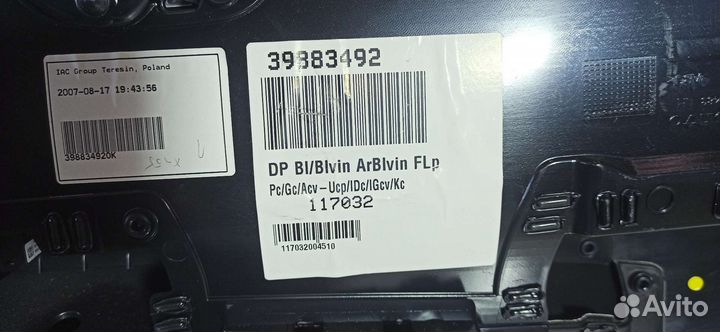 IAC Group Teresin, Poland
2007-08-17 19:43:56
398834920K
39883492
DP Bl/Blvin ArBlvin FLp
Pc/Gc/Acv-Ucp/IDc/IGcv/Kc
117032
117032004510
Avito